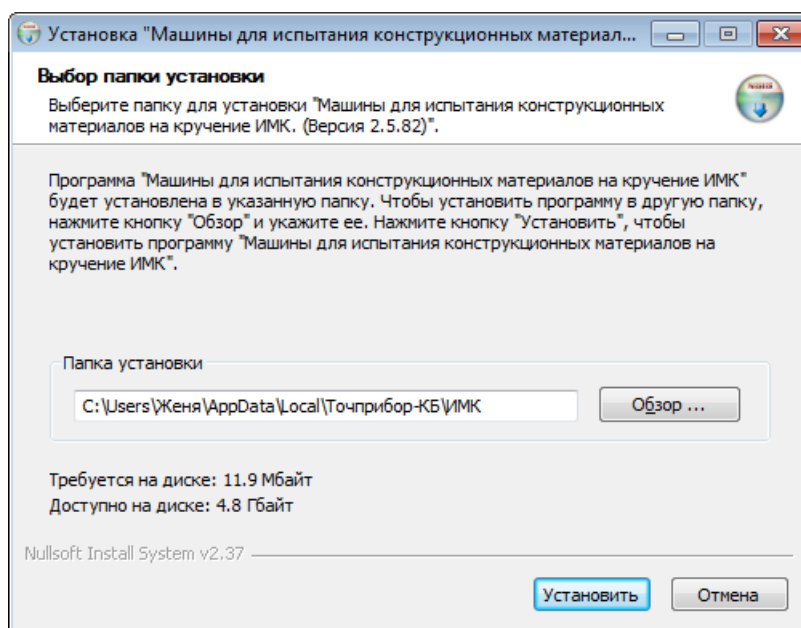 Установка "Машины для испытания конструкционных материал...
Выбор папки установки
Выберите папку для установки "Машины для испытания конструкционных
материалов на кручение ИМК. (Версия 2.5.82)".
Программа "Машины для испытания конструкционных материалов на кручение ИМК"
будет установлена в указанную папку. Чтобы установить программу в другую папку,
нажмите кнопку "Обзор" и укажите ее. Нажмите кнопку "Установить", чтобы
установить программу "Машины для испытания конструкционных материалов на
кручение ИМК".
Папка установки
C:\Users\Женя\AppData\Local\Точприбор-КБ\ИМК
Обзор ...
Требуется на диске: 11.9 Мбайт
Доступно на диске: 4.8 Гбайт
Nullsoft Install System v2.37
Установить
Отмена